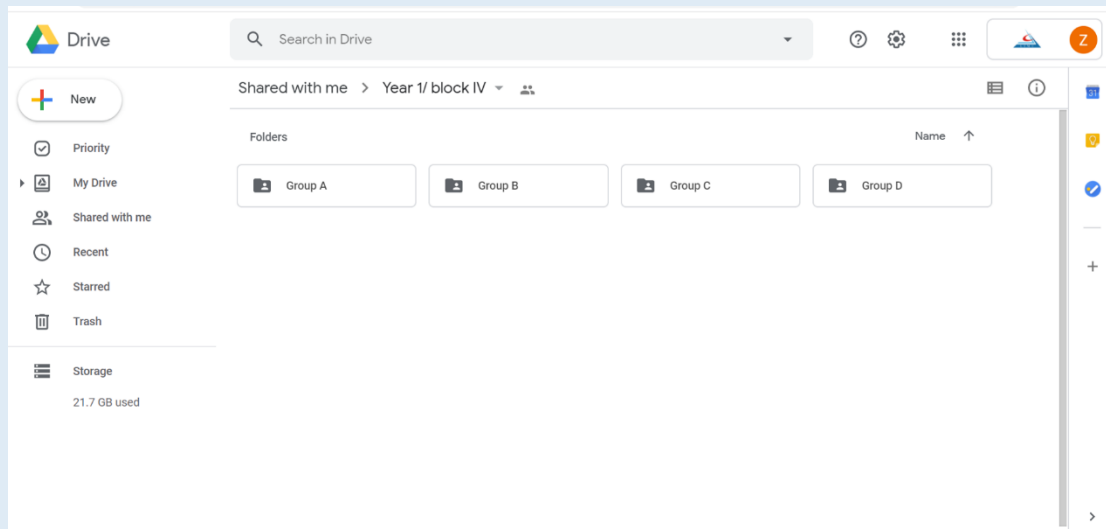 Drive
Search in Drive
Z
New
Shared with me > Year 1/ block IV
31
Priority
My Drive
Shared with me
Recent
Starred
Trash
Storage
21.7 GB used
Folders
Name
Group A
Group B
Group C
Group D